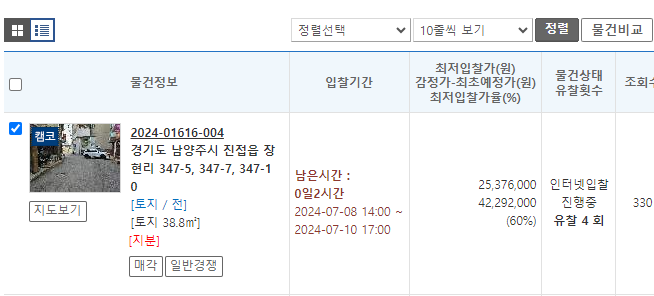 정렬선택 10줄씩 보기 정렬 물건비교
물건정보
입찰기간
최저입찰가(원)
감정가-최초예정가(원)
최저입찰가율(%)
물건상태
유찰횟수
조회수
캠코
지도보기
2024-01616-004
경기도 남양주시 진접읍 장
현리 347-5, 347-7, 347-1
0
[토지 / 전]
[토지 38.8㎡]
[지분]
매각 일반경쟁
남은시간 :
0일2시간
2024-07-08 14:00 ~
2024-07-10 17:00
25,376,000
42,292,000
(60%)
인터넷입찰
진행중
유찰 4 회
330